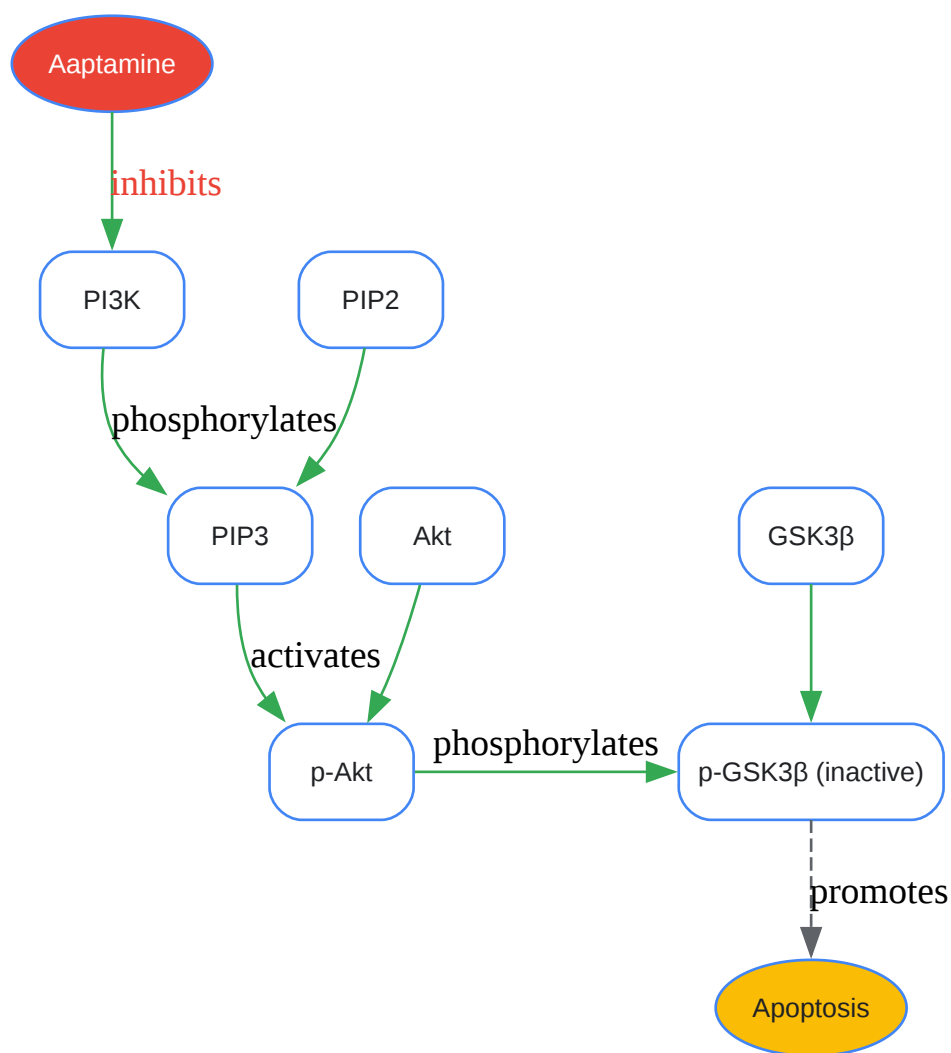 Aaptamine
inhibits
PI3K
PIP2
phosphorylates
PIP3
Akt
GSK3β
activates
phosphorylates
p-Akt
p-GSK3β (inactive)
promotes
Apoptosis